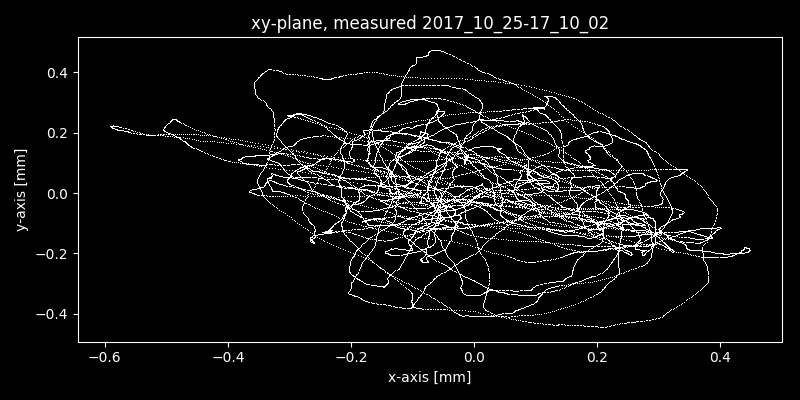 xy-plane, measured 2017_10_25-17_10_02
0.4
0.2
0.0
−0.2
−0.4
y-axis [mm]
−0.6 −0.4 −0.2 0.0 0.2 0.4
x-axis [mm]